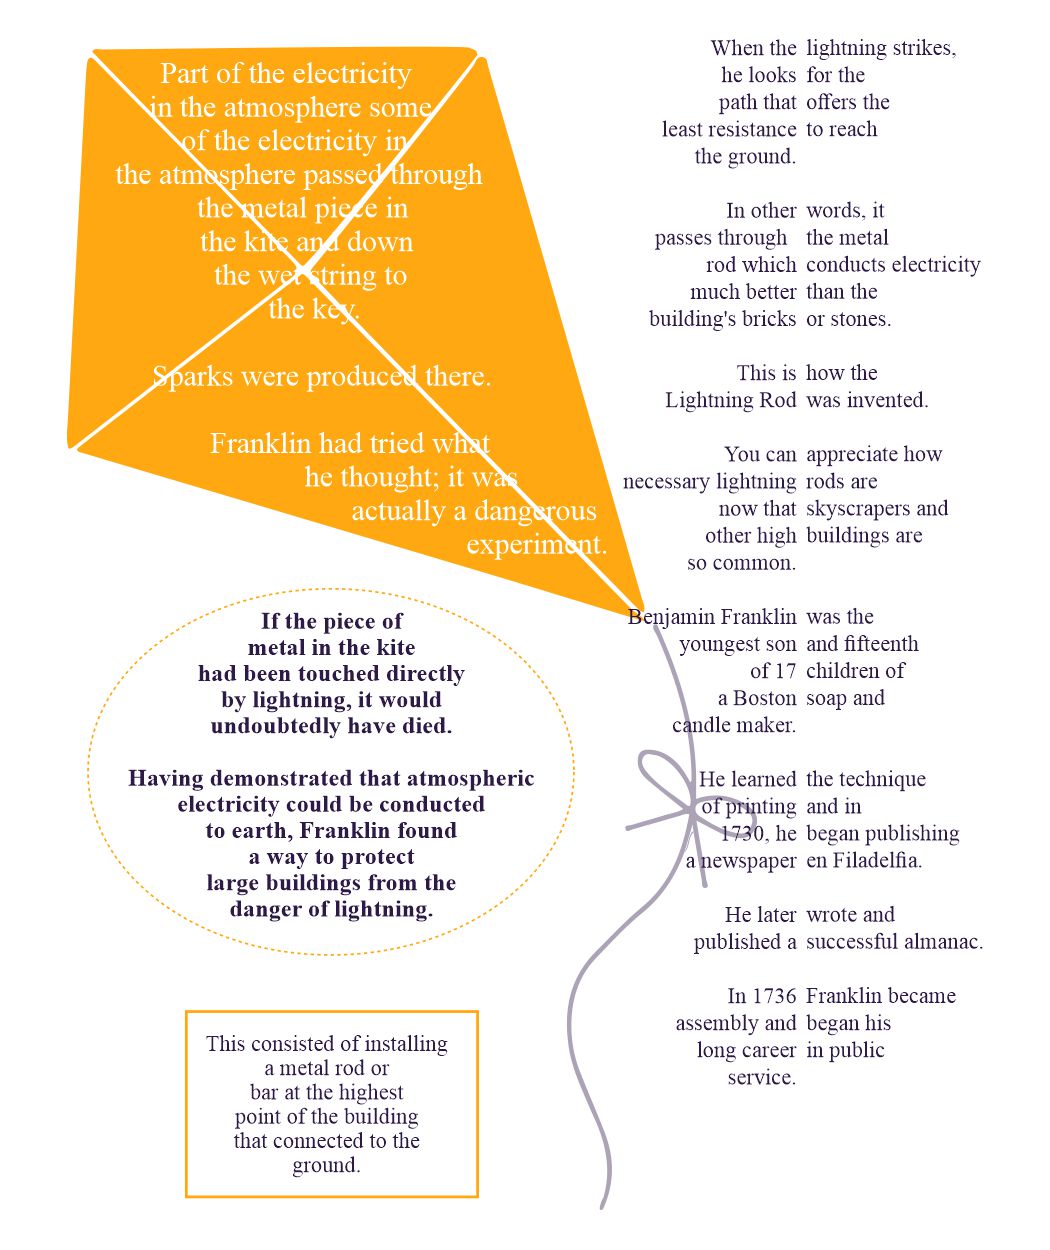 Part of the electricity
in the atmosphere some
of the electricity in
the atmosphere passed through
the metal piece in
the kite and down
the wet string to
the key.
Sparks were produced there.
Franklin had tried what
he thought; it was
actually a dangerous
experiment.
If the piece of
metal in the kite
had been touched directly
by lightning, it would
undoubtedly have died.
Having demonstrated that atmospheric
electricity could be conducted
to earth, Franklin found
a way to protect
large buildings from the
danger of lightning.
This consisted of installing
a metal rod or
bar at the highest
point of the building
that connected to the
ground.
When the lightning strikes,
he looks for the
path that offers the
least resistance to reach
the ground.
In other words, it
passes through the metal
rod which conducts electricity
much better than the
building's bricks or stones.
This is how the
Lightning Rod was invented.
You can appreciate how
necessary lightning rods are
now that skyscrapers and
other high buildings are
so common.
Benjamin Franklin was the
youngest son and fifteenth
of 17 children of
a Boston soap and
candle maker.
He learned the technique
of printing and in
1730, he began publishing
a newspaper en Filadelfia.
He later wrote and
published a successful almanac.
In 1736 Franklin became
assembly and began his
long career in public
service.